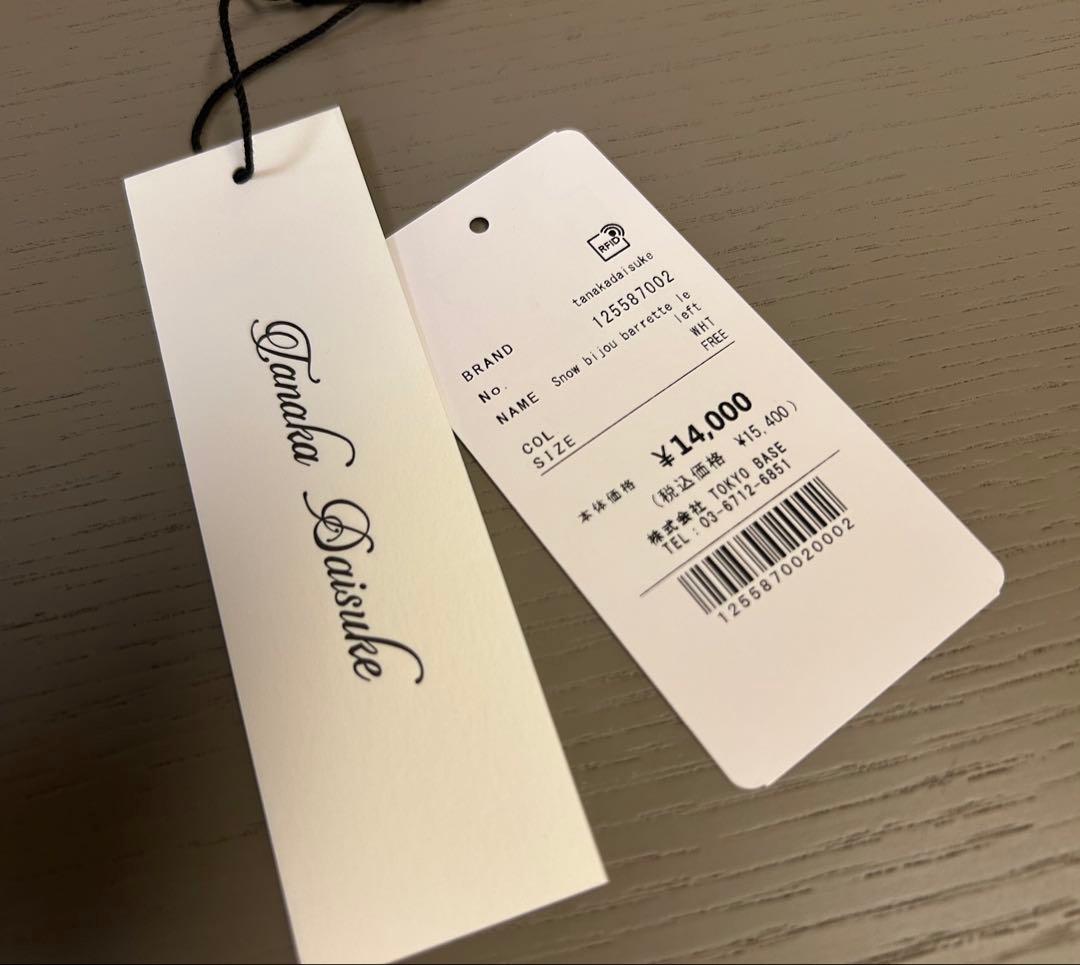 Tanaka Daisuke
RFID
BRAND tanakadaisuke
No. 125587002
NAME Snow bijou barrette le
left
COL WHT
SIZE FREE
本体価格 ¥14,000
(税込価格 ¥15,400)
株式会社 TOKYO BASE
TEL:03-6712-6851
1255870020002